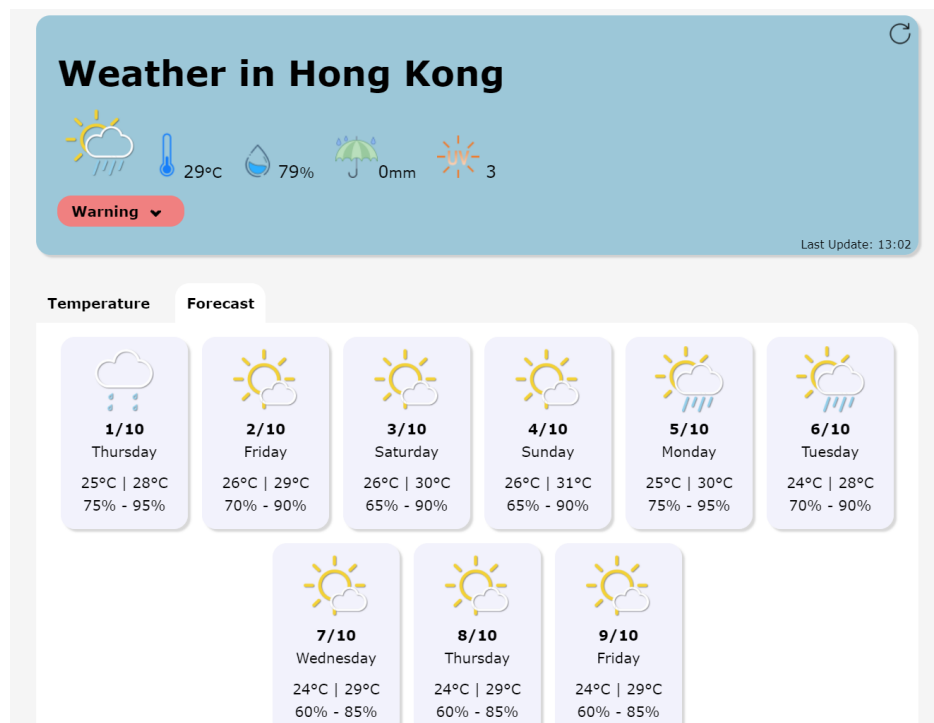 Weather in Hong Kong
29°C 79% 0mm UV 3
Warning
Last Update: 13:02
Temperature Forecast
1/10 2/10 3/10 4/10 5/10 6/10
Thursday Friday Saturday Sunday Monday Tuesday
25°C | 28°C 26°C | 29°C 26°C | 30°C 26°C | 31°C 25°C | 30°C 24°C | 28°C
75% - 95% 70% - 90% 65% - 90% 65% - 90% 75% - 95% 70% - 90%
7/10 8/10 9/10
Wednesday Thursday Friday
24°C | 29°C 24°C | 29°C 24°C | 29°C
60% - 85% 60% - 85% 60% - 85%